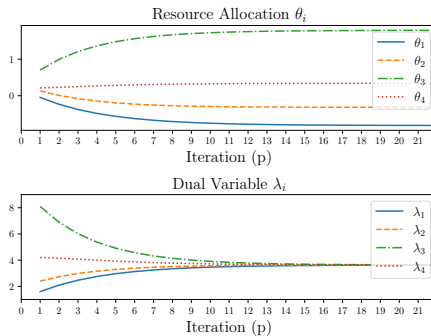 Resource Allocation θᵢ
1
0
θ₁
θ₂
θ₃
θ₄
0 1 2 3 4 5 6 7 8 9 10 11 12 13 14 15 16 17 18 19 20 21
Iteration (p)
Dual Variable λᵢ
8
6
4
2
λ₁
λ₂
λ₃
λ₄
0 1 2 3 4 5 6 7 8 9 10 11 12 13 14 15 16 17 18 19 20 21
Iteration (p)